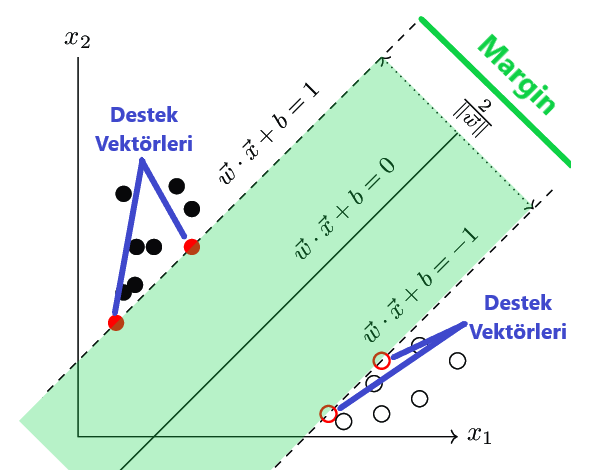 x₂
Margin
2
‖w⃗‖
Destek
Vektörleri
w⃗ · x⃗ + b = 1
w⃗ · x⃗ + b = 0
w⃗ · x⃗ + b = −1
Destek
Vektörleri
x₁